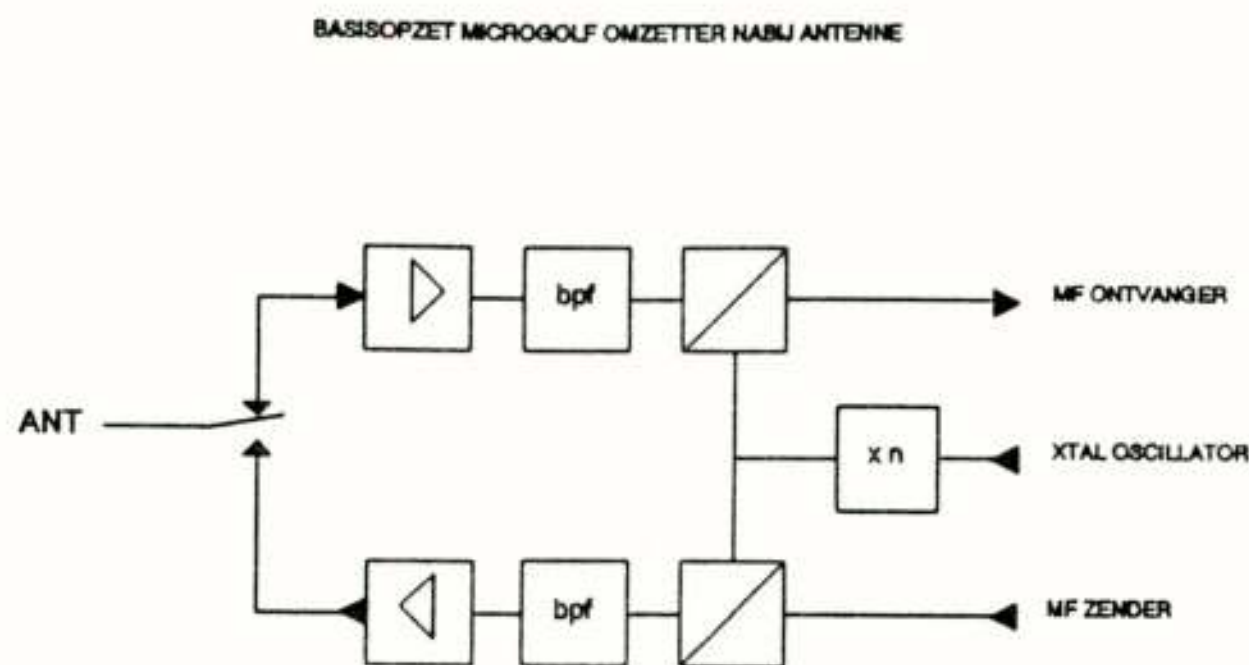 BASISOPZET MICROGOLF OMZETTER NABIJ ANTENNE
bpf
MF ONTVANGER
ANT
x n
XTAL OSCILLATOR
bpf
MF ZENDER